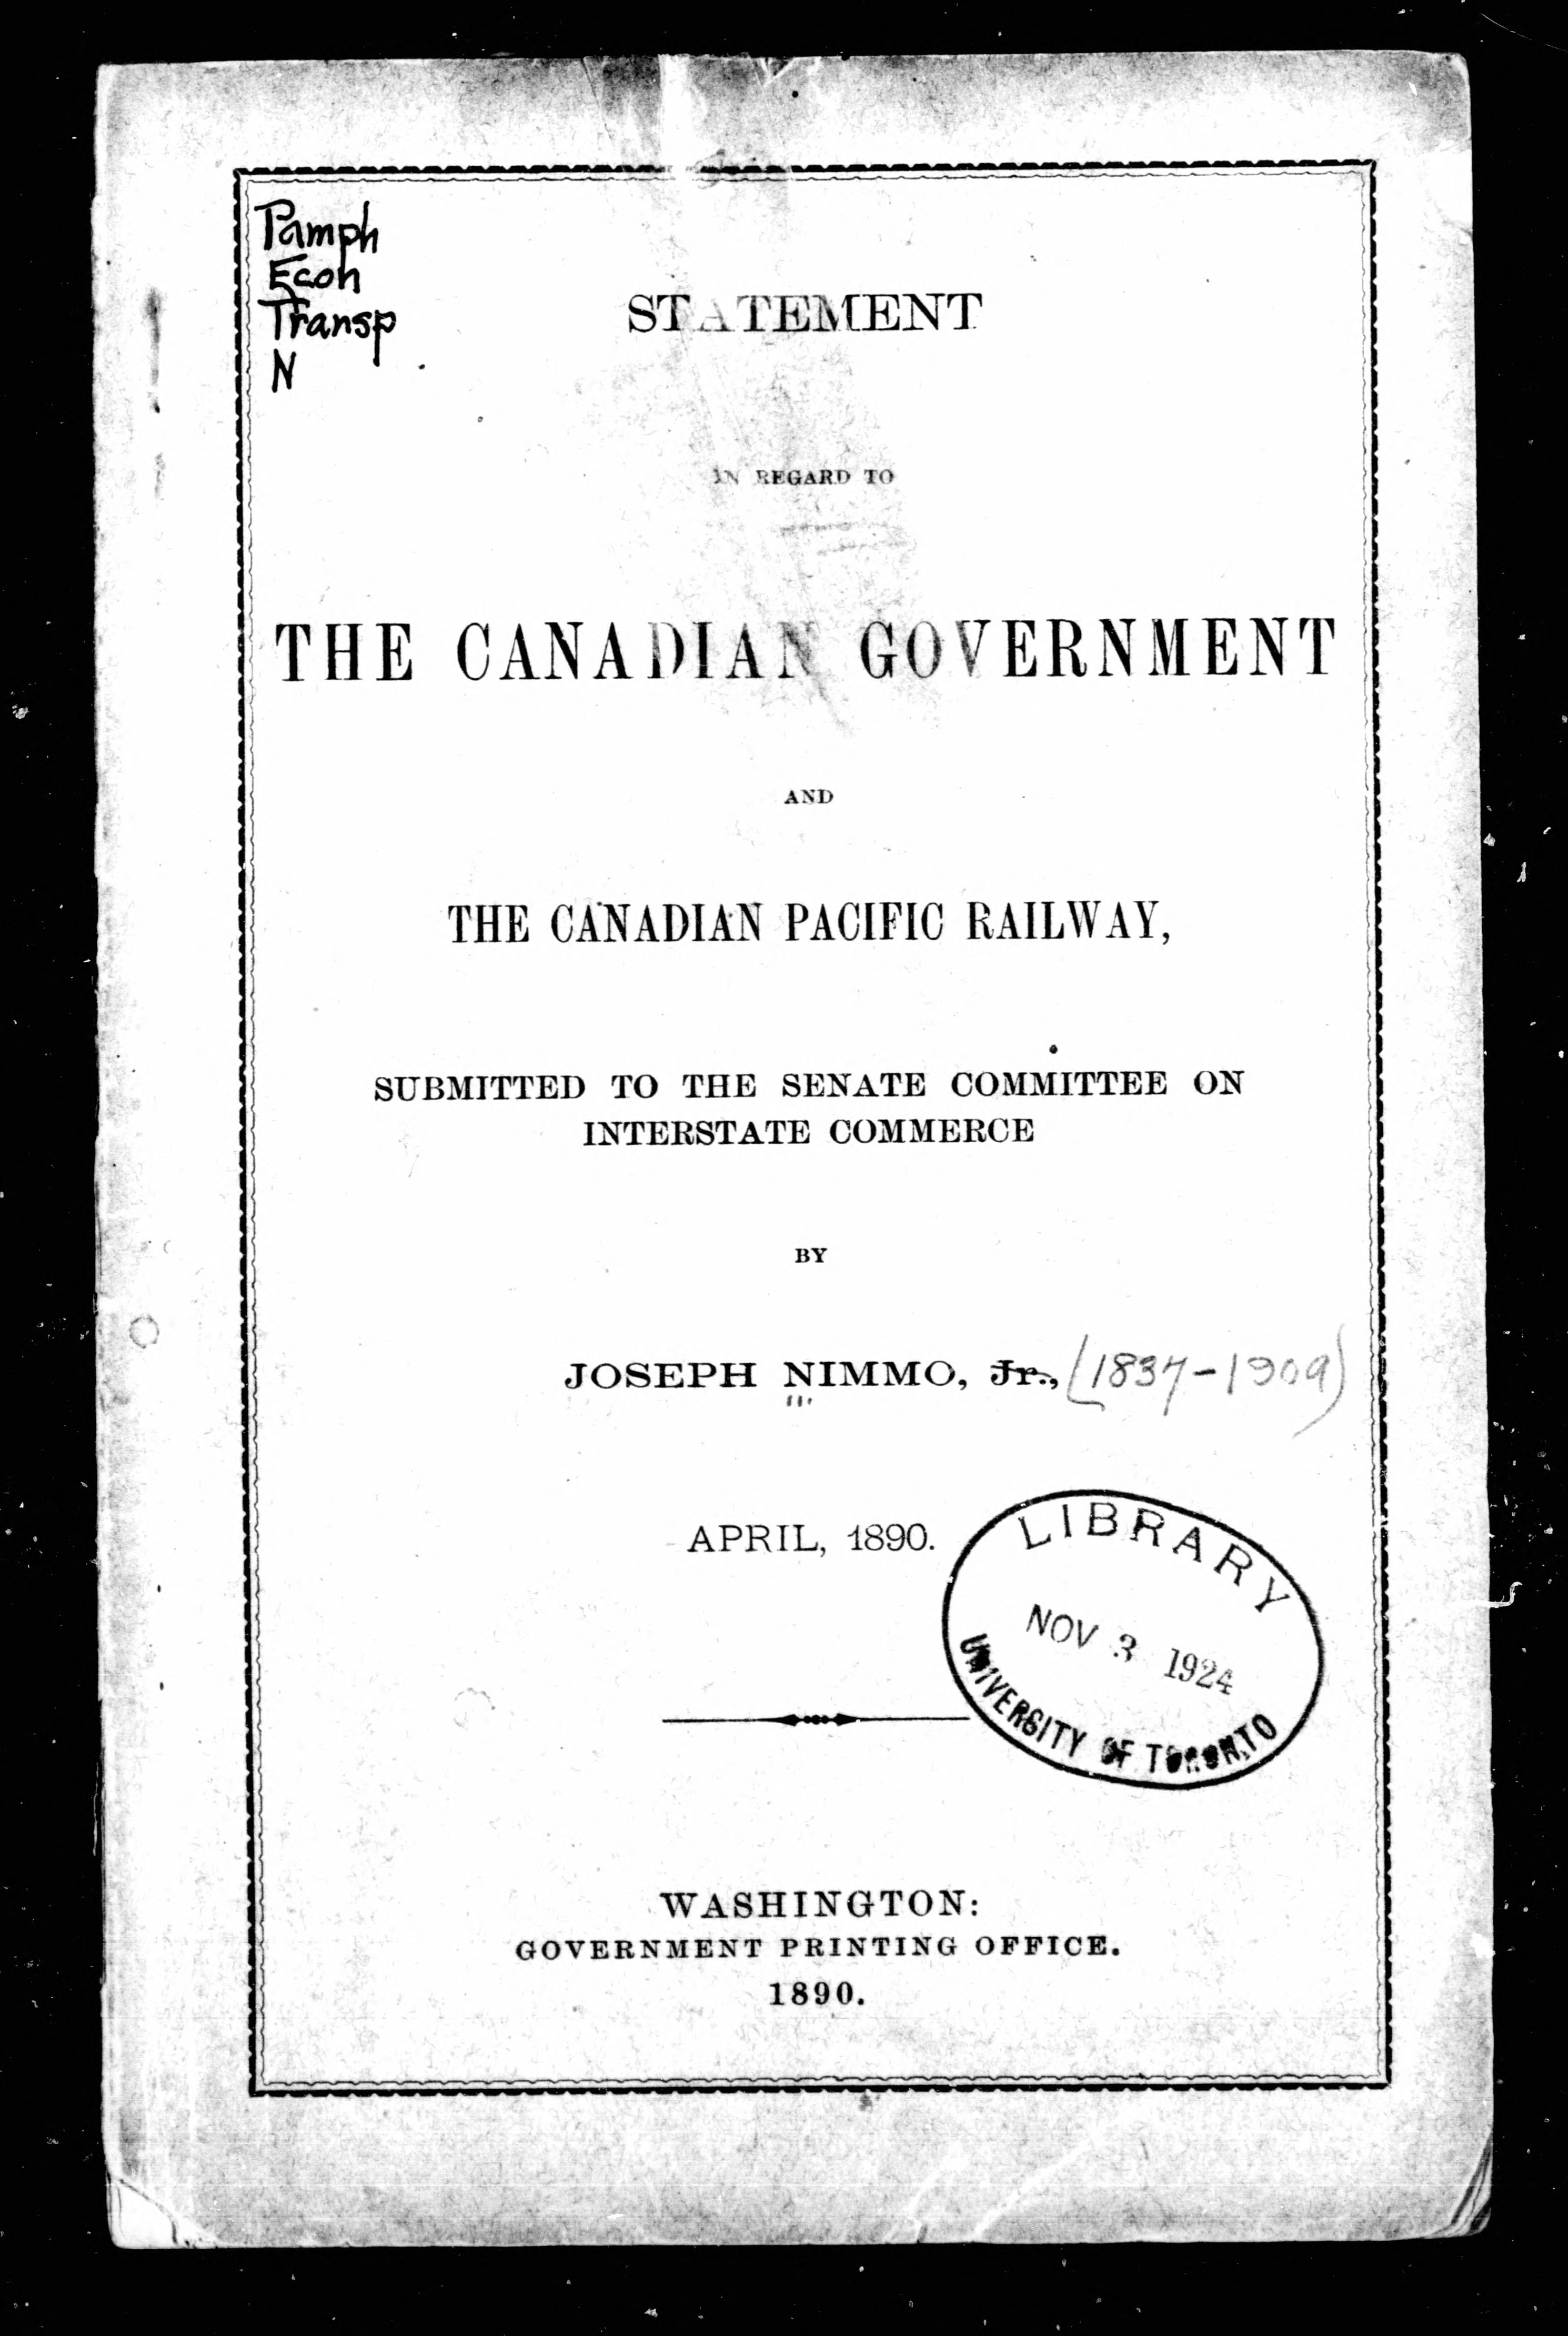 Pamph
Econ
Transp
N
STATEMENT
IN REGARD TO
THE CANADIAN GOVERNMENT
AND
THE CANADIAN PACIFIC RAILWAY,
SUBMITTED TO THE SENATE COMMITTEE ON
INTERSTATE COMMERCE
BY
JOSEPH NIMMO, Jr., (1837-1909)
APRIL, 1890.
LIBRARY
NOV 3 1924
UNIVERSITY OF TORONTO
WASHINGTON:
GOVERNMENT PRINTING OFFICE.
1890.